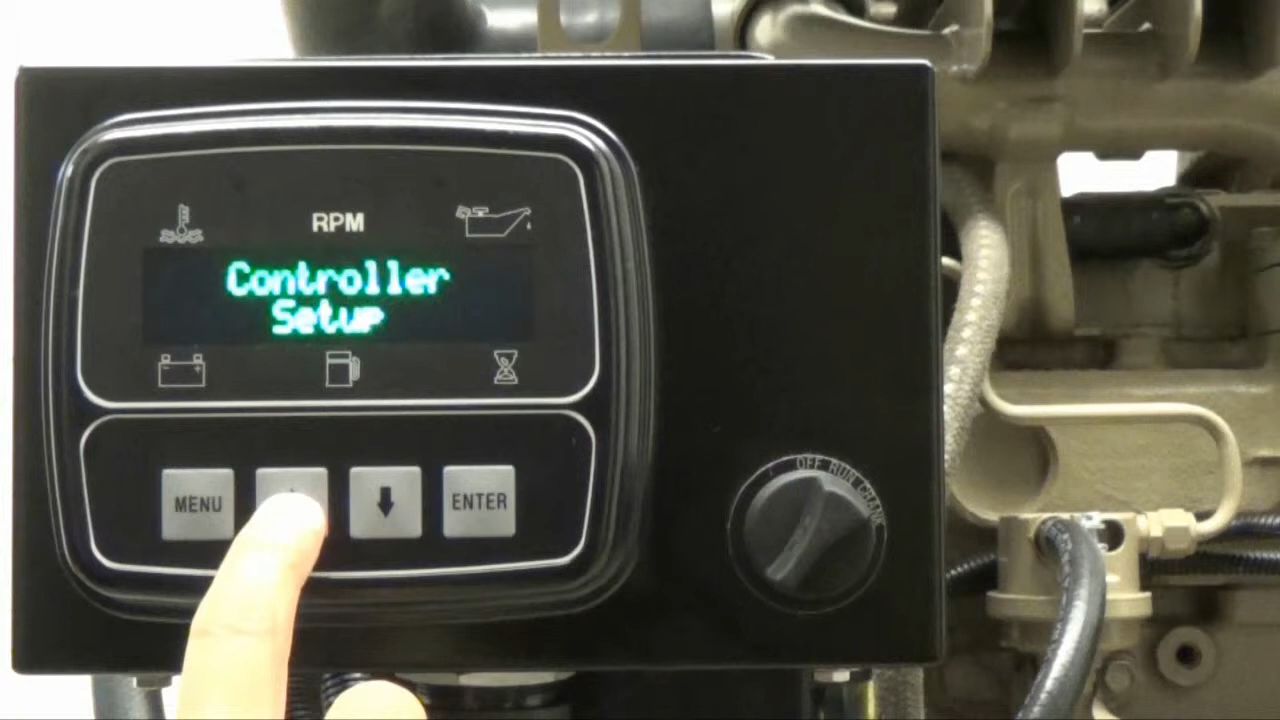 RPM
Controller
Setup
MENU
ENTER
OFF RUN CRANK